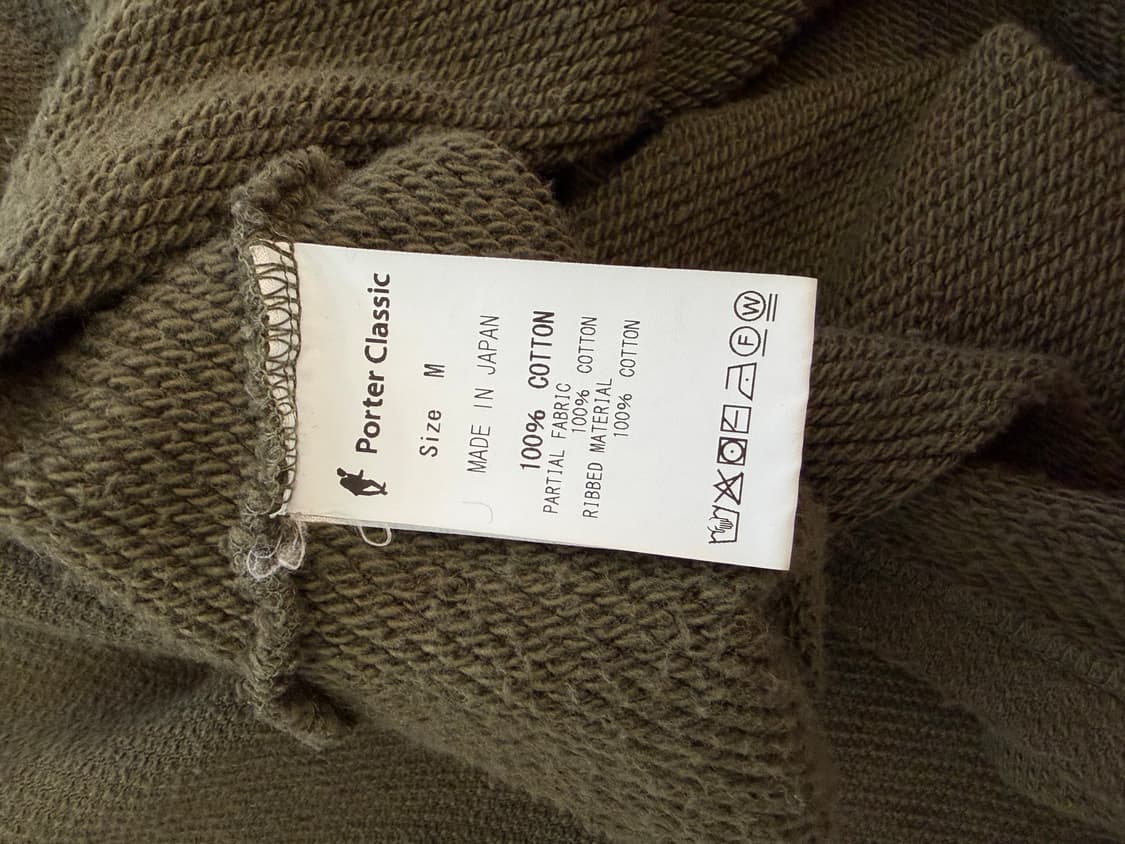 Porter Classic
Size M
MADE IN JAPAN
100% COTTON
PARTIAL FABRIC
100% COTTON
RIBBED MATERIAL
100% COTTON
F W